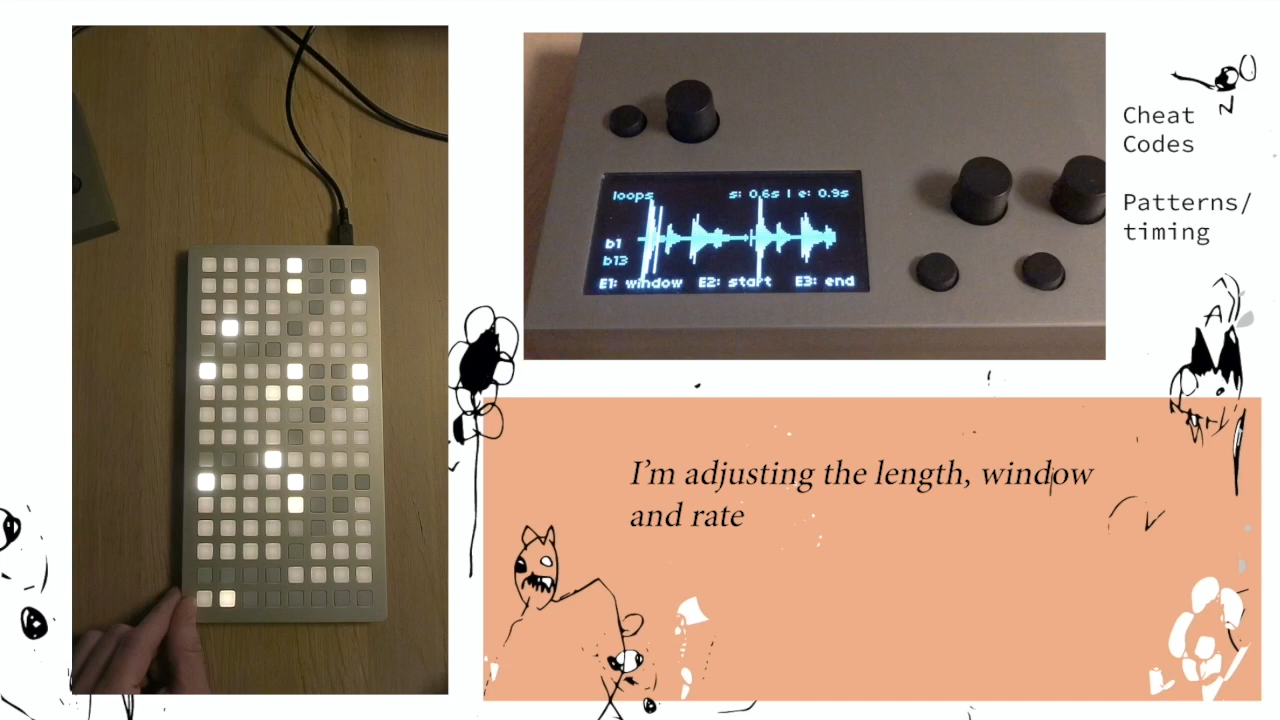 loops s: 0.6s | e: 0.9s
b1
b13
E1: window E2: start E3: end
Cheat
Codes
Patterns/
timing
I'm adjusting the length, window
and rate